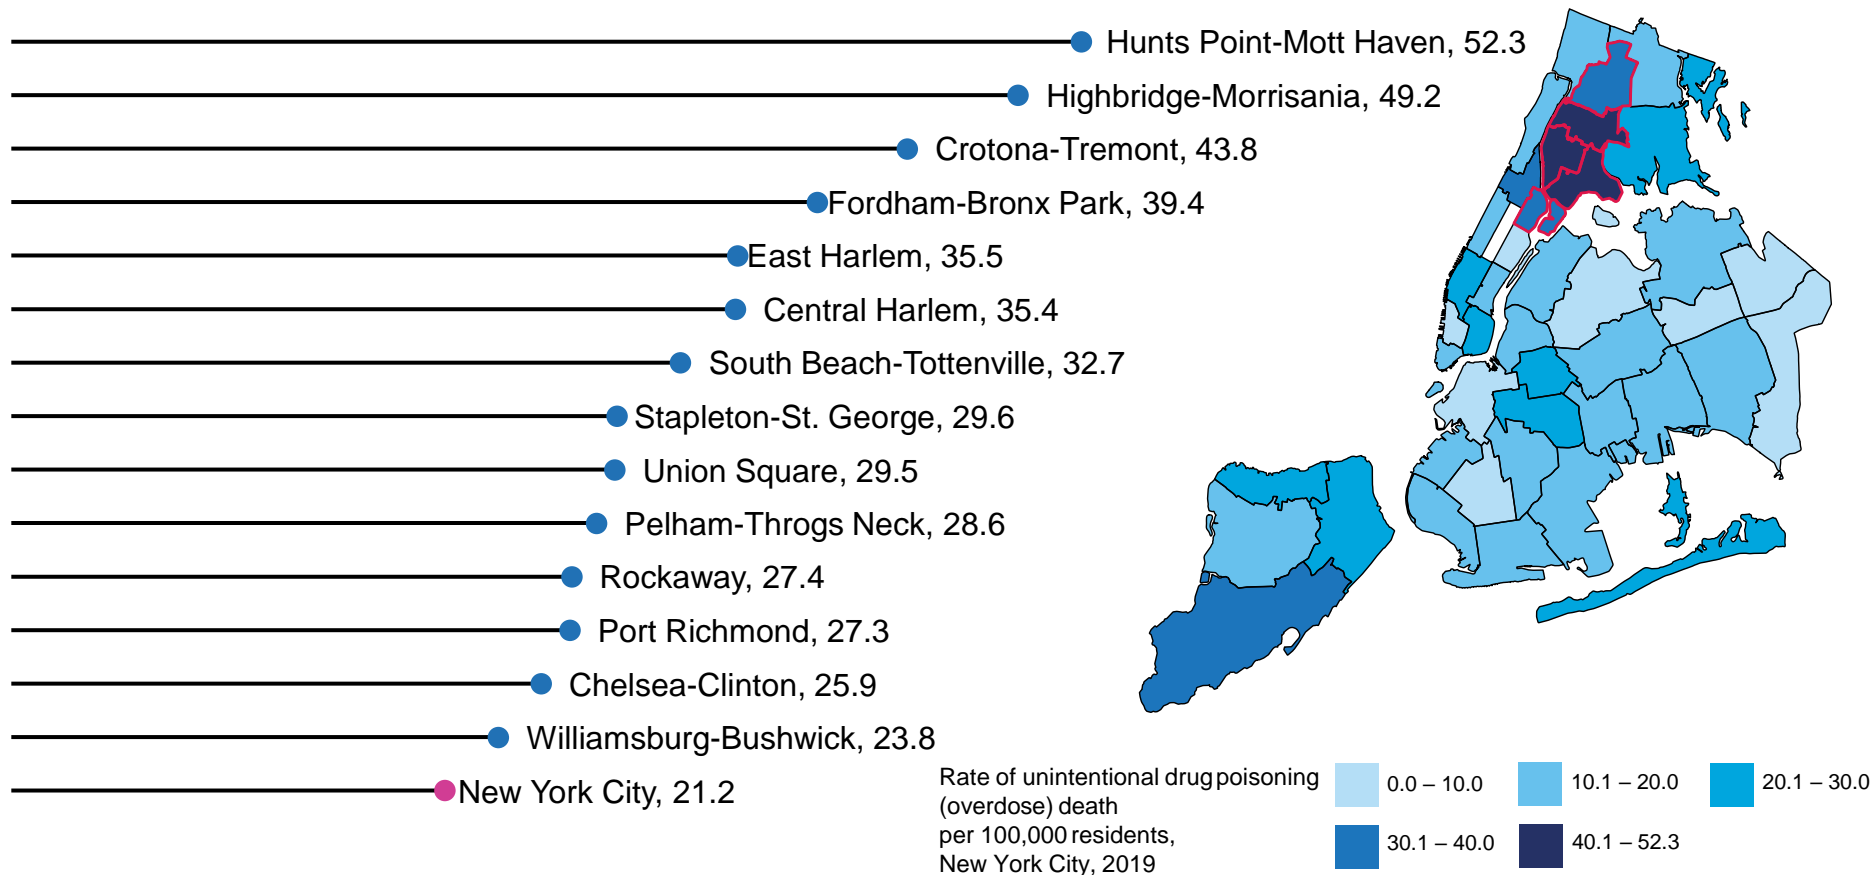 Hunts Point-Mott Haven, 52.3
Highbridge-Morrisania, 49.2
Crotona-Tremont, 43.8
Fordham-Bronx Park, 39.4
East Harlem, 35.5
Central Harlem, 35.4
South Beach-Tottenville, 32.7
Stapleton-St. George, 29.6
Union Square, 29.5
Pelham-Throgs Neck, 28.6
Rockaway, 27.4
Port Richmond, 27.3
Chelsea-Clinton, 25.9
Williamsburg-Bushwick, 23.8
New York City, 21.2
Rate of unintentional drug poisoning
(overdose) death
per 100,000 residents,
New York City, 2019
0.0 – 10.0
10.1 – 20.0
20.1 – 30.0
30.1 – 40.0
40.1 – 52.3